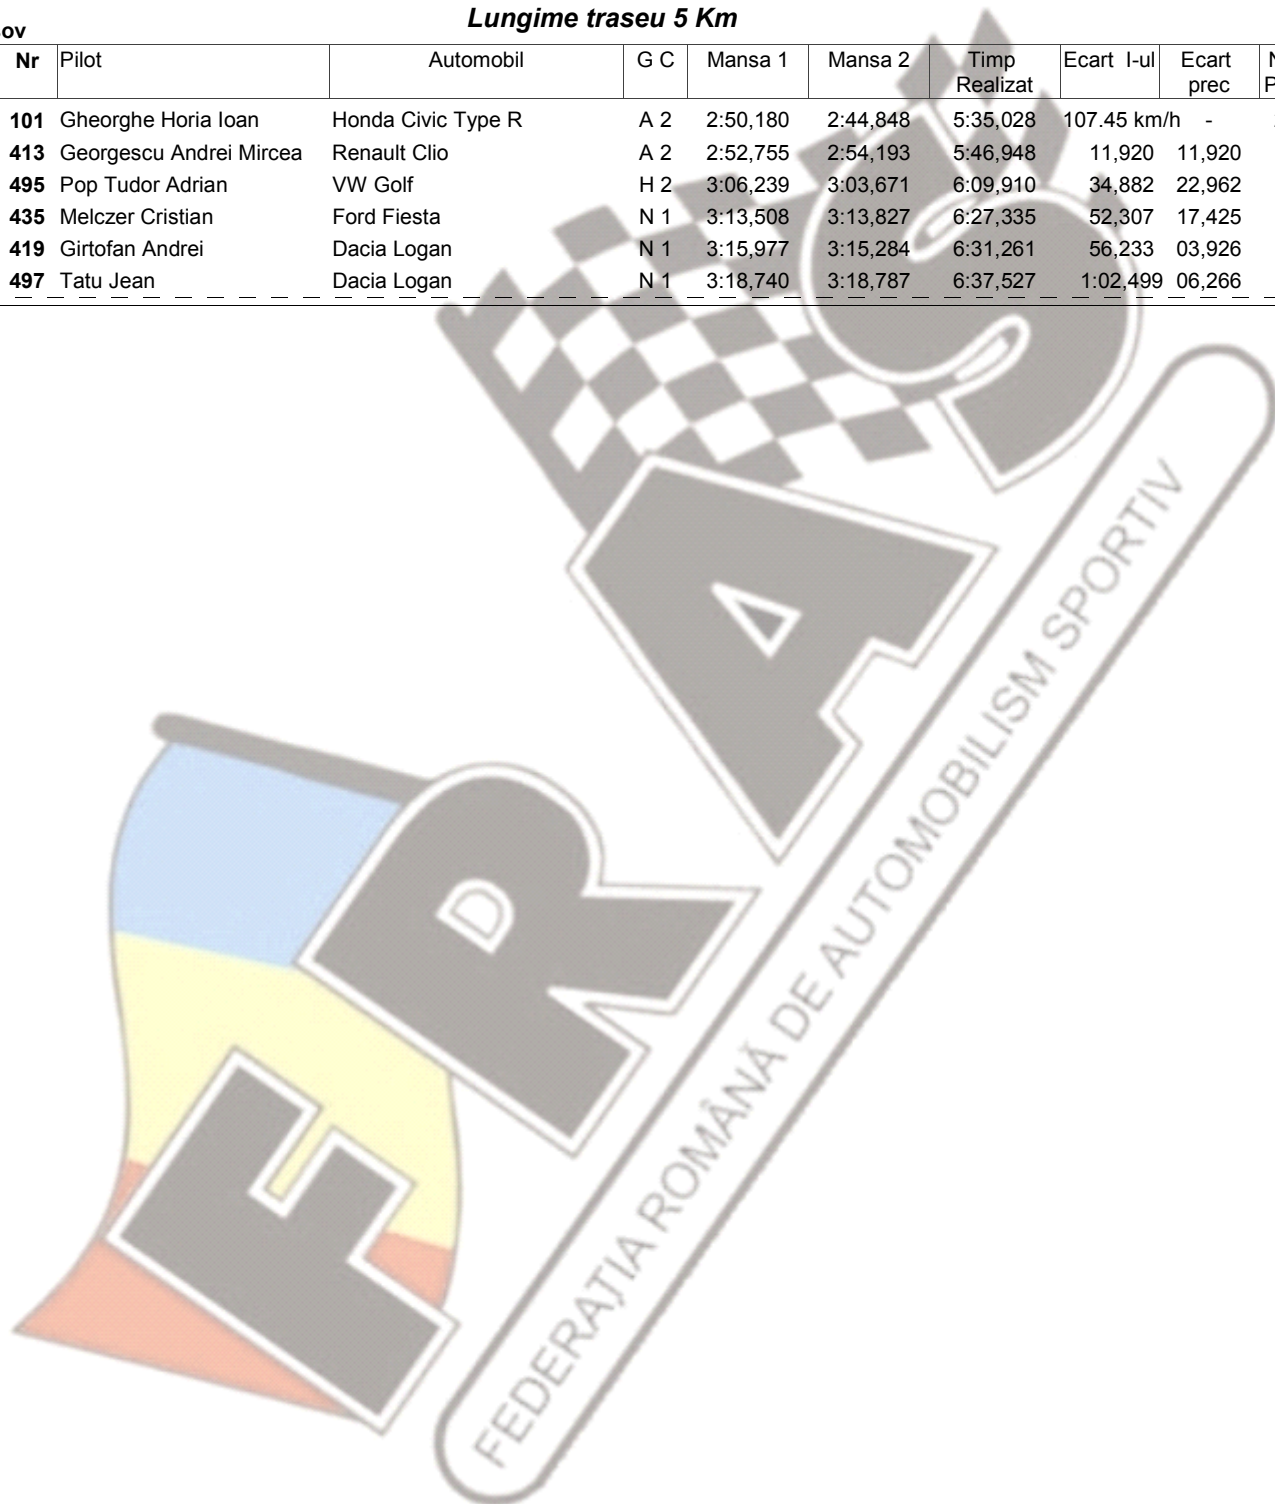 Lungime traseu 5 Km
ov
Nr Pilot Automobil G C Mansa 1 Mansa 2 Timp Realizat Ecart I-ul Ecart prec
101 Gheorghe Horia Ioan Honda Civic Type R A 2 2:50,180 2:44,848 5:35,028 107.45 km/h -
413 Georgescu Andrei Mircea Renault Clio A 2 2:52,755 2:54,193 5:46,948 11,920 11,920
495 Pop Tudor Adrian VW Golf H 2 3:06,239 3:03,671 6:09,910 34,882 22,962
435 Melczer Cristian Ford Fiesta N 1 3:13,508 3:13,827 6:27,335 52,307 17,425
419 Girtofan Andrei Dacia Logan N 1 3:15,977 3:15,284 6:31,261 56,233 03,926
497 Tatu Jean Dacia Logan N 1 3:18,740 3:18,787 6:37,527 1:02,499 06,266
FRAS
FEDERAȚIA ROMÂNĂ DE AUTOMOBILISM SPORTIV